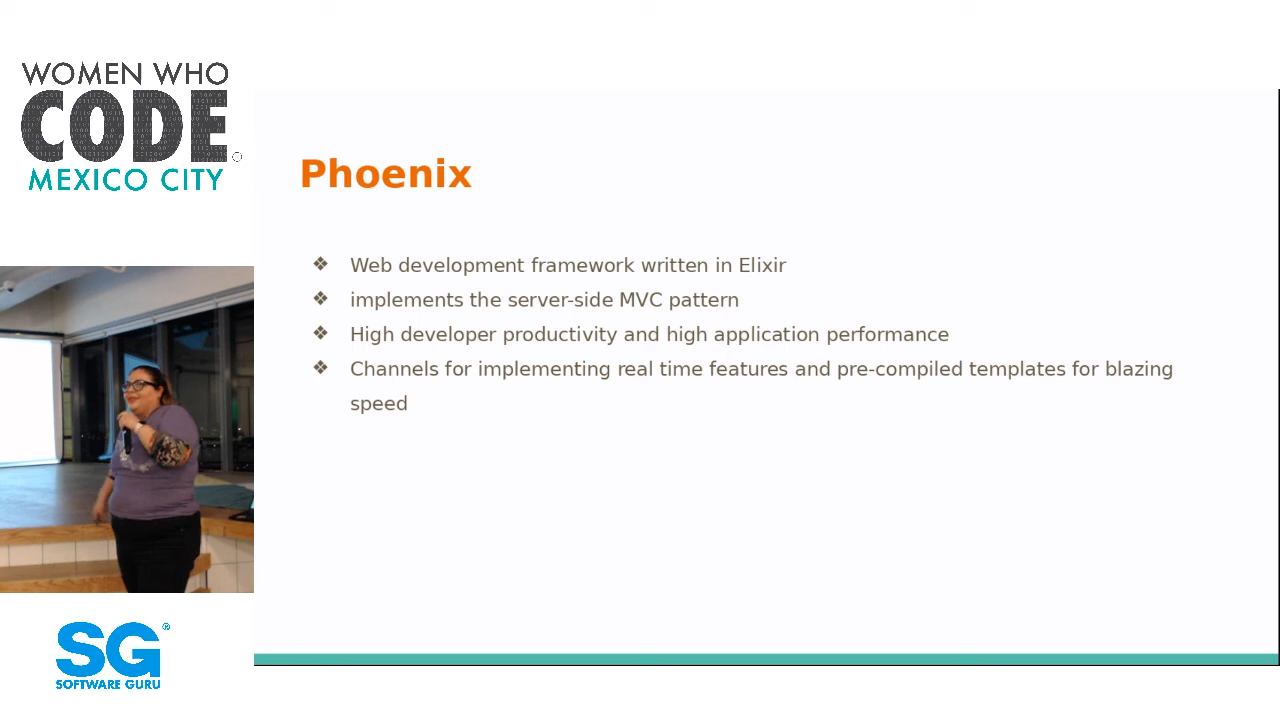 WOMEN WHO
CODE
MEXICO CITY
Phoenix
❖ Web development framework written in Elixir
❖ implements the server-side MVC pattern
❖ High developer productivity and high application performance
❖ Channels for implementing real time features and pre-compiled templates for blazing
speed
SG®
SOFTWARE GURU